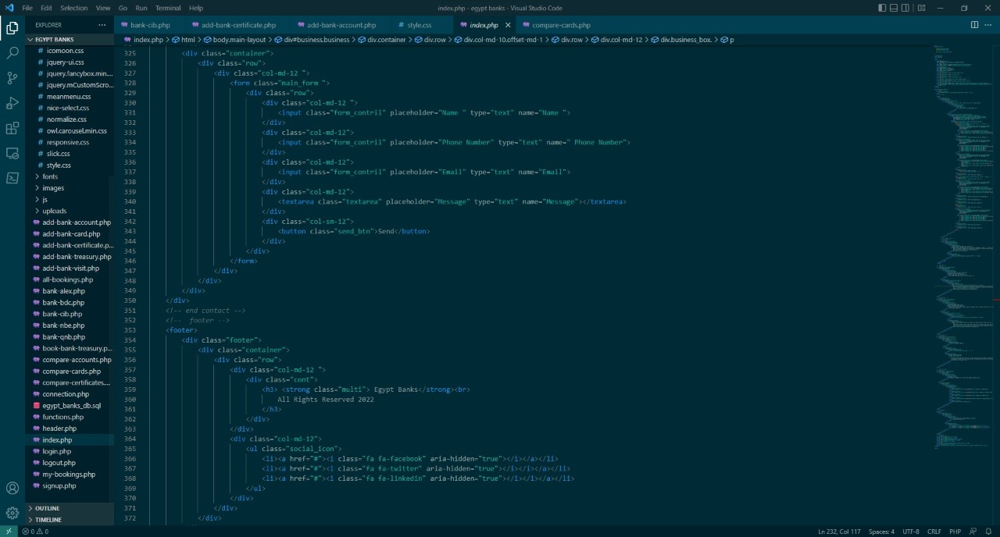 File Edit Selection View Go Run Terminal Help
index.php - egypt banks - Visual Studio Code
EXPLORER ···
EGYPT BANKS
icomoon.css
jquery-ui.css
jquery.fancybox.min....
jquery.mCustomScro...
meanmenu.css
nice-select.css
normalize.css
owl.carousel.min.css
responsive.css
slick.css
style.css
fonts
images
js
uploads
add-bank-account.php
add-bank-card.php
add-bank-certificate.p...
add-bank-treasury.php
add-bank-visit.php
all-bookings.php
bank-alex.php
bank-bdc.php
bank-cib.php
bank-nbe.php
bank-qnb.php
book-bank-treasury.p...
compare-accounts.php
compare-cards.php
compare-certificates....
connection.php
egypt_banks_db.sql
functions.php
header.php
index.php
login.php
logout.php
my-bookings.php
signup.php
OUTLINE
TIMELINE
bank-cib.php add-bank-certificate.php add-bank-account.php style.css index.php compare-cards.php
index.php > html > body.main-layout > div#business.business > div.container > div.row > div.col-md-10.offset-md-1 > div.row > div.col-md-12 > div.business_box. > p
325 <div class="container">
326 <div class="row">
327 <div class="col-md-12 ">
328 <form class="main_form ">
329 <div class="row">
330 <div class="col-md-12 ">
331 <input class="form_contril" placeholder="Name " type="text" name="Name ">
332 </div>
333 <div class="col-md-12">
334 <input class="form_contril" placeholder="Phone Number" type="text" name=" Phone Number">
335 </div>
336 <div class="col-md-12">
337 <input class="form_contril" placeholder="Email" type="text" name="Email">
338 </div>
339 <div class="col-md-12">
340 <textarea class="textarea" placeholder="Message" type="text" name="Message"></textarea>
341 </div>
342 <div class="col-sm-12">
343 <button class="send_btn">Send</button>
344 </div>
345 </div>
346 </form>
347 </div>
348 </div>
349 </div>
350 </div>
351 <!-- end contact -->
352 <!--  footer -->
353 <footer>
354 <div class="footer">
355 <div class="container">
356 <div class="row">
357 <div class="col-md-12 ">
358 <div class="cont">
359 <h3> <strong class="multi"> Egypt Banks</strong><br>
360 All Rights Reserved 2022
361 </h3>
362 </div>
363 </div>
364 <div class="col-md-12">
365 <ul class="social_icon">
366 <li><a href="#"><i class="fa fa-facebook" aria-hidden="true"></i></a></li>
367 <li><a href="#"><i class="fa fa-twitter" aria-hidden="true"></i></i></a></li>
368 <li><a href="#"><i class="fa fa-linkedin" aria-hidden="true"></i></i></a></li>
369 </ul>
370 </div>
371 </div>
372 </div>
0 0 Ln 232, Col 117 Spaces: 4 UTF-8 CRLF PHP